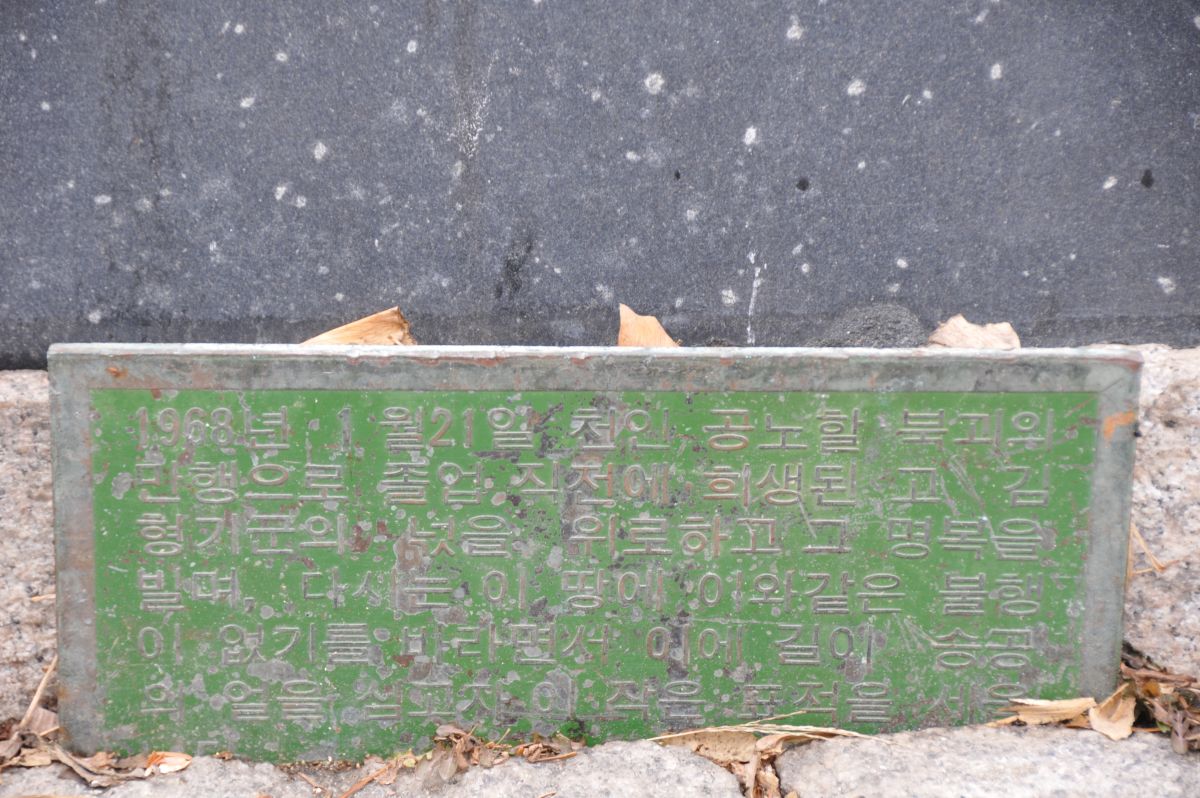 1968년 1월21일 천인, 공노할 북괴의
만행으로, 졸업 직전에 희생된 고 김
형기군의 넋을 위로하고 그 명복을
빌며, 다시는 이 땅에 이와같은 불행
이 없기를 바라면서 이에 길이 승공
의 얼을 심고자 이 작은 표적을 세움